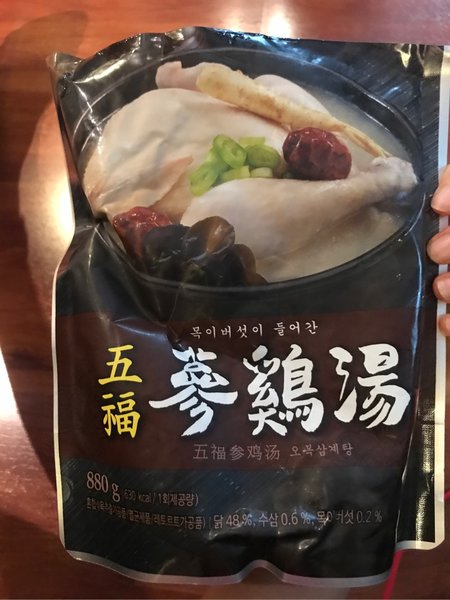 목이버섯이 들어간
五福
蔘鷄湯
五福参鸡汤 오복삼계탕
880 g (630 kcal / 1회제공량)
닭 48 %, 수삼 0.6 %, 목이버섯 0.2 %